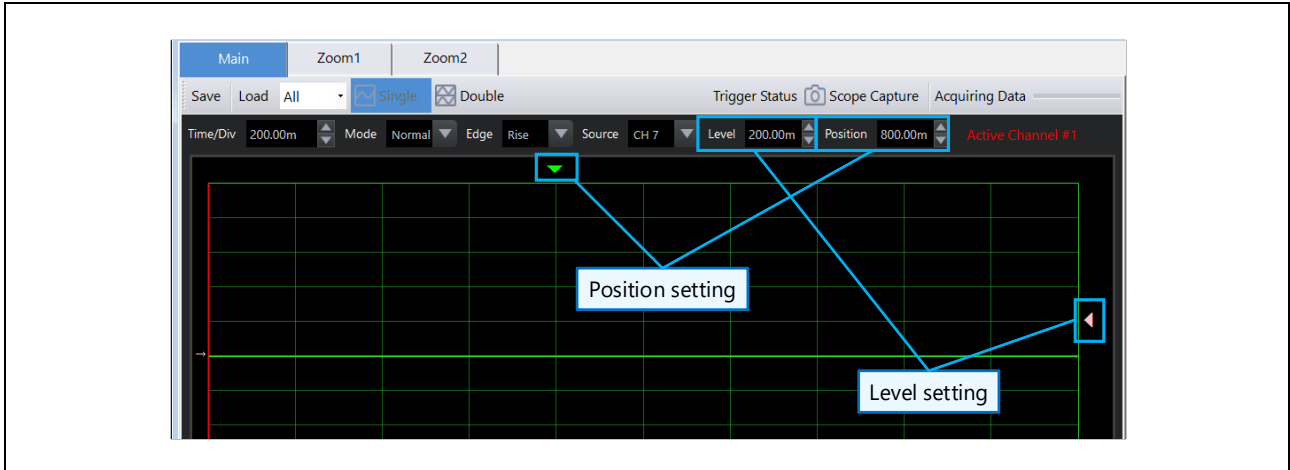 Main Zoom1 Zoom2
Save Load All Single Double Trigger Status Scope Capture Acquiring Data
Time/Div 200.00m Mode Normal Edge Rise Source CH 7 Level 200.00m Position 800.00m Active Channel #1
Position setting
Level setting